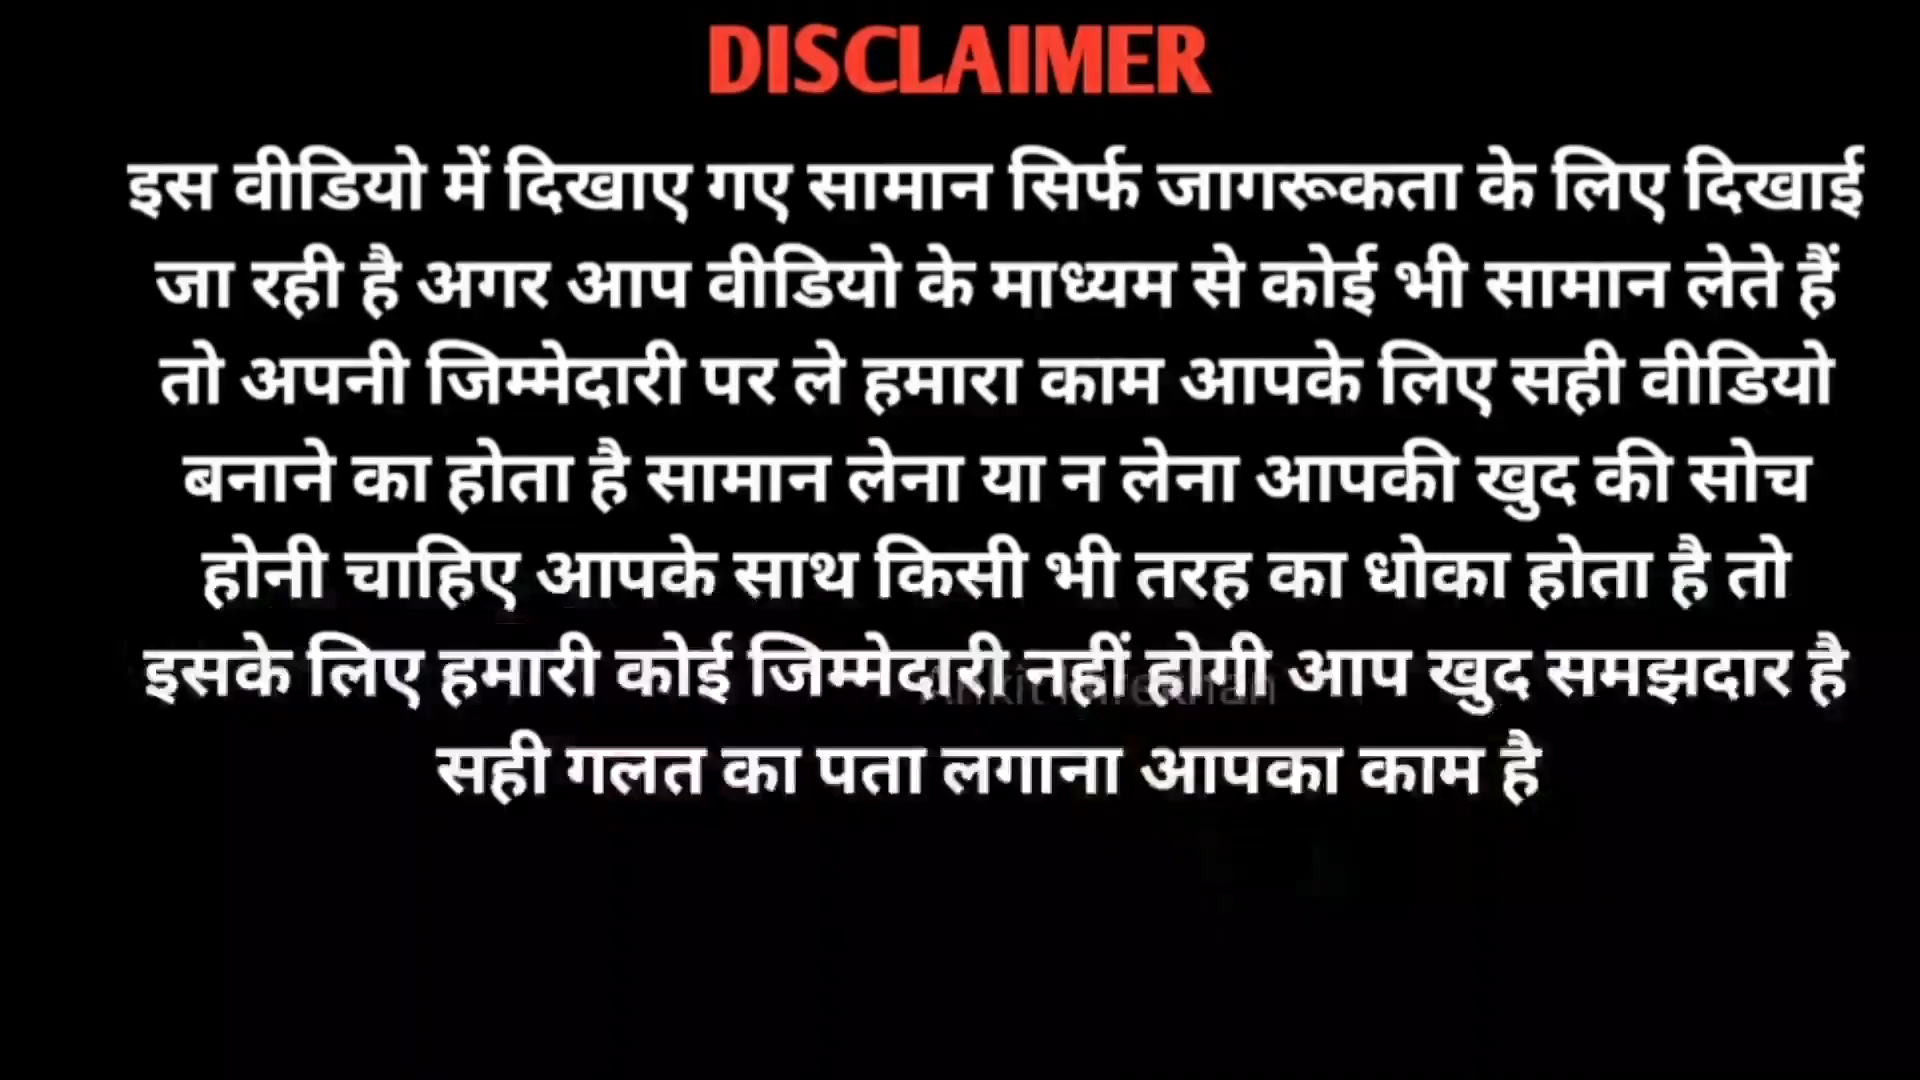 DISCLAIMER
इस वीडियो में दिखाए गए सामान सिर्फ जागरूकता के लिए दिखाई
जा रही है अगर आप वीडियो के माध्यम से कोई भी सामान लेते हैं
तो अपनी जिम्मेदारी पर ले हमारा काम आपके लिए सही वीडियो
बनाने का होता है सामान लेना या न लेना आपकी खुद की सोच
होनी चाहिए आपके साथ किसी भी तरह का धोका होता है तो
इसके लिए हमारी कोई जिम्मेदारी नहीं होगी आप खुद समझदार है
सही गलत का पता लगाना आपका काम है
Ankit